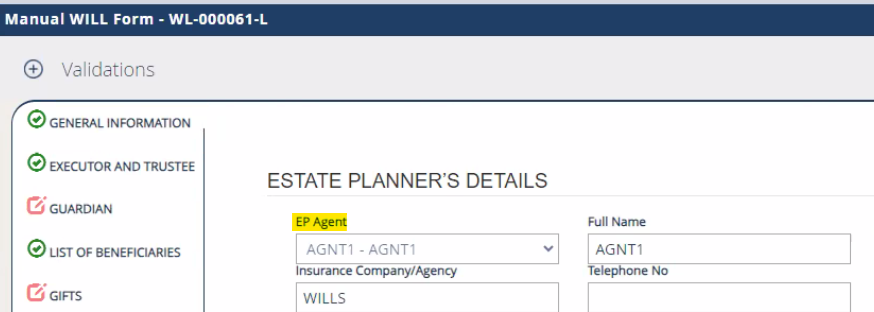 Manual WILL Form - WL-000061-L
Validations
GENERAL INFORMATION
EXECUTOR AND TRUSTEE
GUARDIAN
LIST OF BENEFICIARIES
GIFTS
ESTATE PLANNER'S DETAILS
EP Agent
Full Name
AGNT1 - AGNT1
AGNT1
Insurance Company/Agency
Telephone No
WILLS